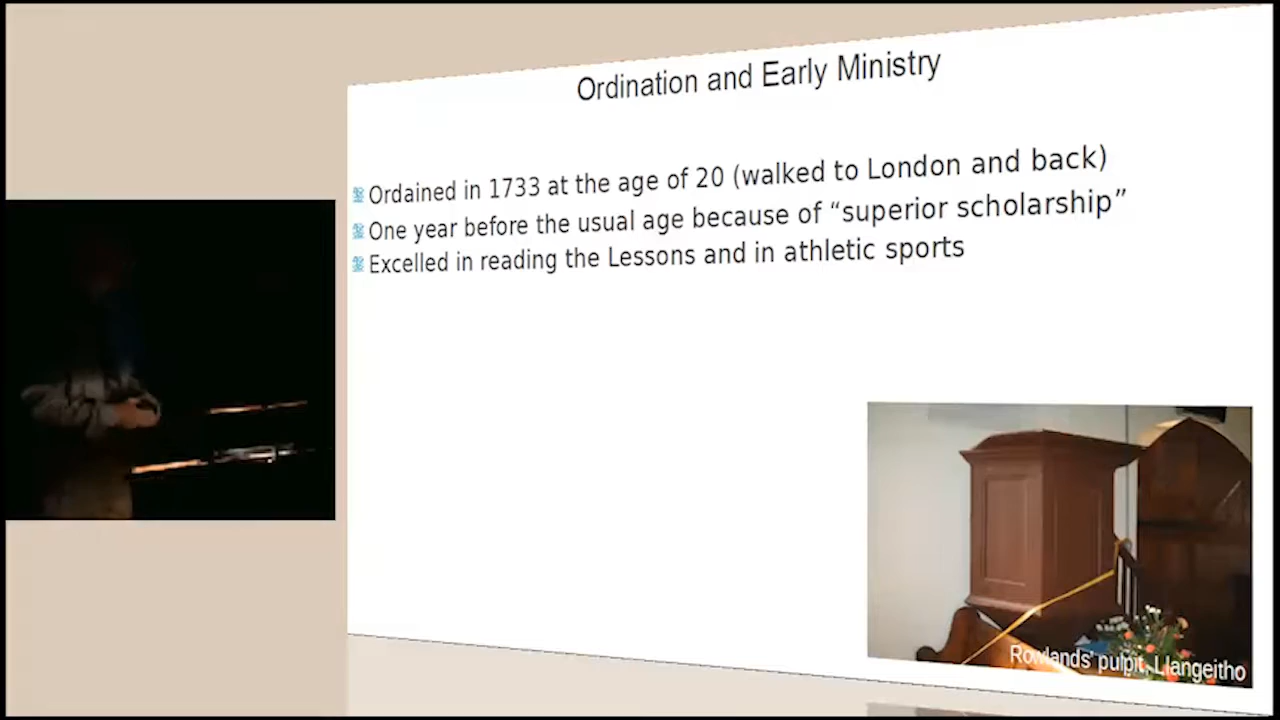 Ordination and Early Ministry
Ordained in 1733 at the age of 20 (walked to London and back)
One year before the usual age because of “superior scholarship”
Excelled in reading the Lessons and in athletic sports
Rowlands' pulpit, Llangeitho